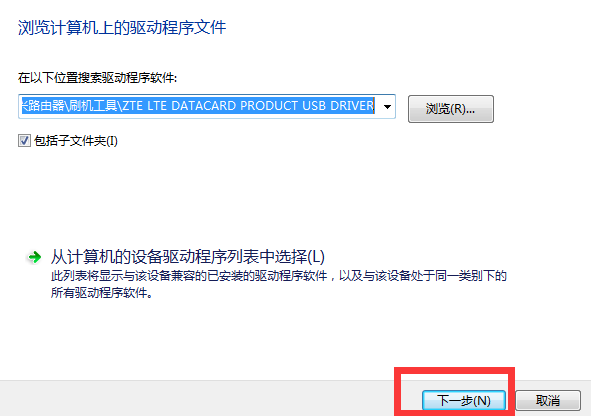 浏览计算机上的驱动程序文件
在以下位置搜索驱动程序软件:
路由器\刷机工具\ZTE LTE DATACARD PRODUCT USB DRIVER
浏览(R)...
包括子文件夹(I)
从计算机的设备驱动程序列表中选择(L)
此列表将显示与该设备兼容的已安装的驱动程序软件，以及与该设备处于同一类别下的
所有驱动程序软件。
下一步(N)
取消